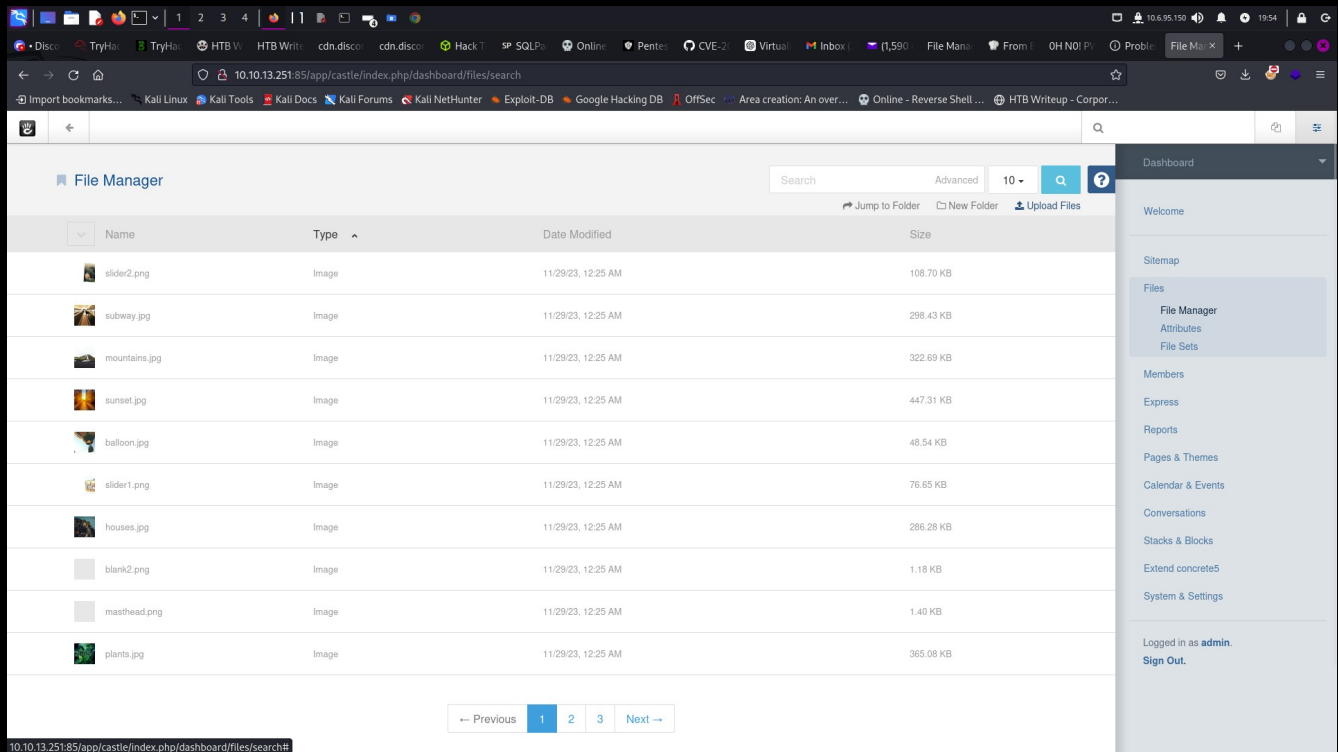 1 2 3 4 10.6.95.150 19:54 G
Disco TryHac TryHac HTB W HTB Write cdn.discor cdn.discor Hack T SP SQLPa Online Pentes CVE-2 Virtual M Inbox ( (1,590 File Mana From E OH N0! PV Proble File Ma × +
10.10.13.251:85/app/castle/index.php/dashboard/files/search
Import bookmarks... Kali Linux Kali Tools Kali Docs Kali Forums Kali NetHunter Exploit-DB Google Hacking DB OffSec Area creation: An over... Online - Reverse Shell ... HTB Writeup - Corpor...
Dashboard
File Manager
Search Advanced 10 ?
Jump to Folder New Folder Upload Files
Name Type Date Modified Size
slider2.png Image 11/29/23, 12:25 AM 108.70 KB
subway.jpg Image 11/29/23, 12:25 AM 298.43 KB
mountains.jpg Image 11/29/23, 12:25 AM 322.69 KB
sunset.jpg Image 11/29/23, 12:25 AM 447.31 KB
balloon.jpg Image 11/29/23, 12:25 AM 48.54 KB
slider1.png Image 11/29/23, 12:25 AM 76.65 KB
houses.jpg Image 11/29/23, 12:25 AM 286.28 KB
blank2.png Image 11/29/23, 12:25 AM 1.18 KB
masthead.png Image 11/29/23, 12:25 AM 1.40 KB
plants.jpg Image 11/29/23, 12:25 AM 365.08 KB
← Previous 1 2 3 Next →
Welcome
Sitemap
Files
File Manager
Attributes
File Sets
Members
Express
Reports
Pages & Themes
Calendar & Events
Conversations
Stacks & Blocks
Extend concrete5
System & Settings
Logged in as admin.
Sign Out.
10.10.13.251:85/app/castle/index.php/dashboard/files/search#